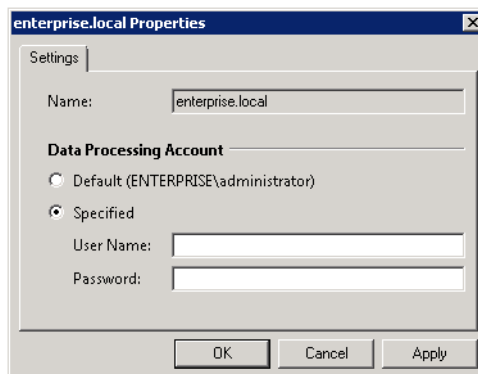 enterprise.local Properties
Settings
Name: enterprise.local
Data Processing Account
Default (ENTERPRISE\administrator)
Specified
User Name:
Password:
OK Cancel Apply